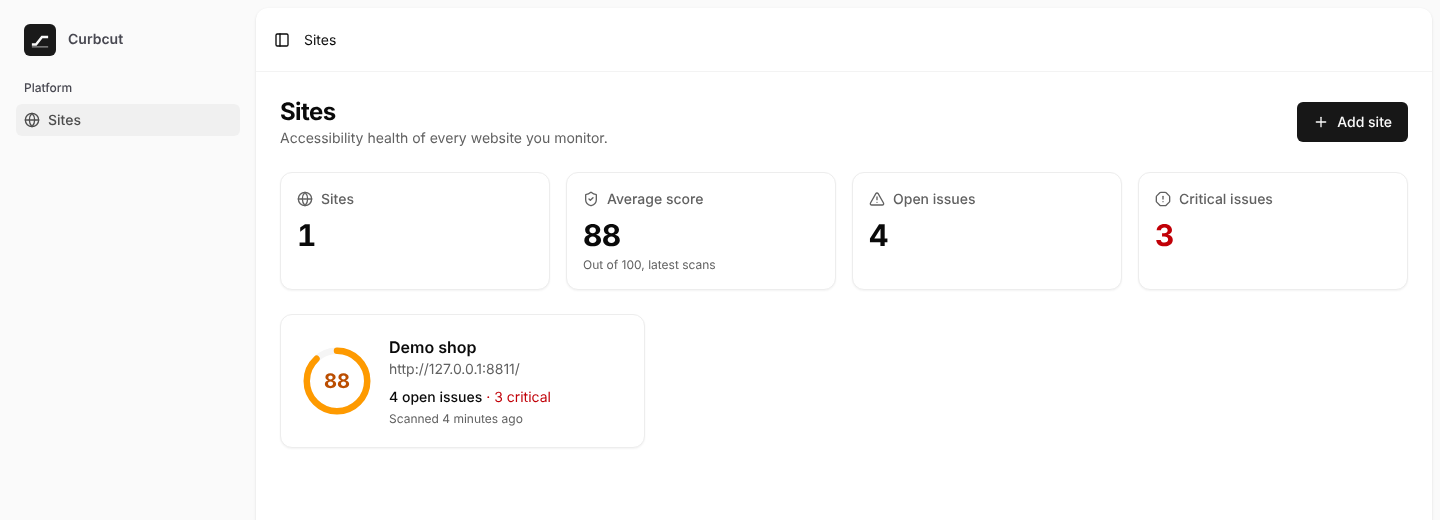 Curbcut
Platform
Sites
Sites
Sites
Accessibility health of every website you monitor.
Add site
Sites
1
Average score
88
Out of 100, latest scans
Open issues
4
Critical issues
3
88
Demo shop
http://127.0.0.1:8811/
4 open issues · 3 critical
Scanned 4 minutes ago